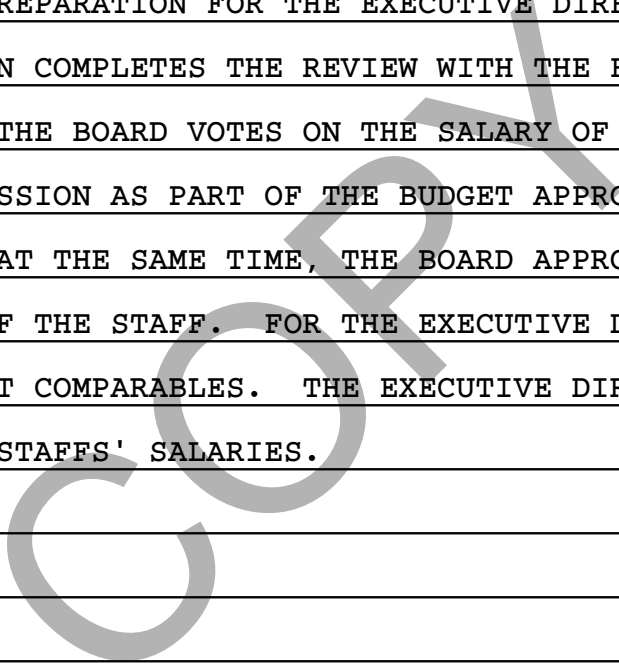 REPARATION FOR THE EXECUTIVE DIRE
N COMPLETES THE REVIEW WITH THE E
THE BOARD VOTES ON THE SALARY OF
SSION AS PART OF THE BUDGET APPRO
AT THE SAME TIME, THE BOARD APPRO
F THE STAFF. FOR THE EXECUTIVE D
T COMPARABLES. THE EXECUTIVE DIR
STAFFS' SALARIES.
COPY